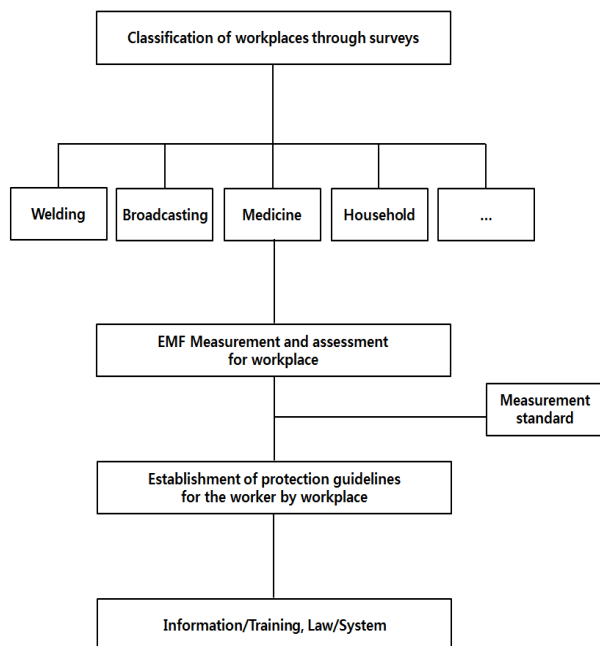 Classification of workplaces through surveys
Welding
Broadcasting
Medicine
Household
...
EMF Measurement and assessment
for workplace
Measurement
standard
Establishment of protection guidelines
for the worker by workplace
Information/Training, Law/System